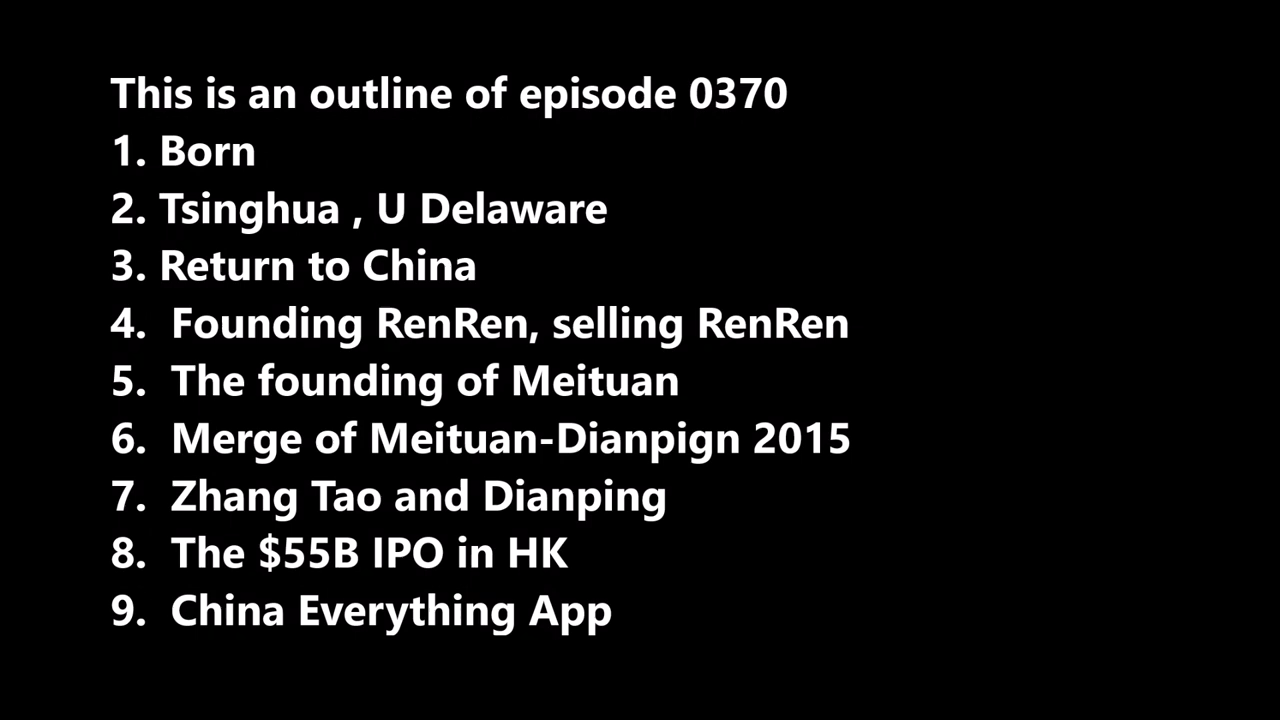 This is an outline of episode 0370
1. Born
2. Tsinghua , U Delaware
3. Return to China
4.  Founding RenRen, selling RenRen
5.  The founding of Meituan
6.  Merge of Meituan-Dianpign 2015
7.  Zhang Tao and Dianping
8.  The $55B IPO in HK
9.  China Everything App